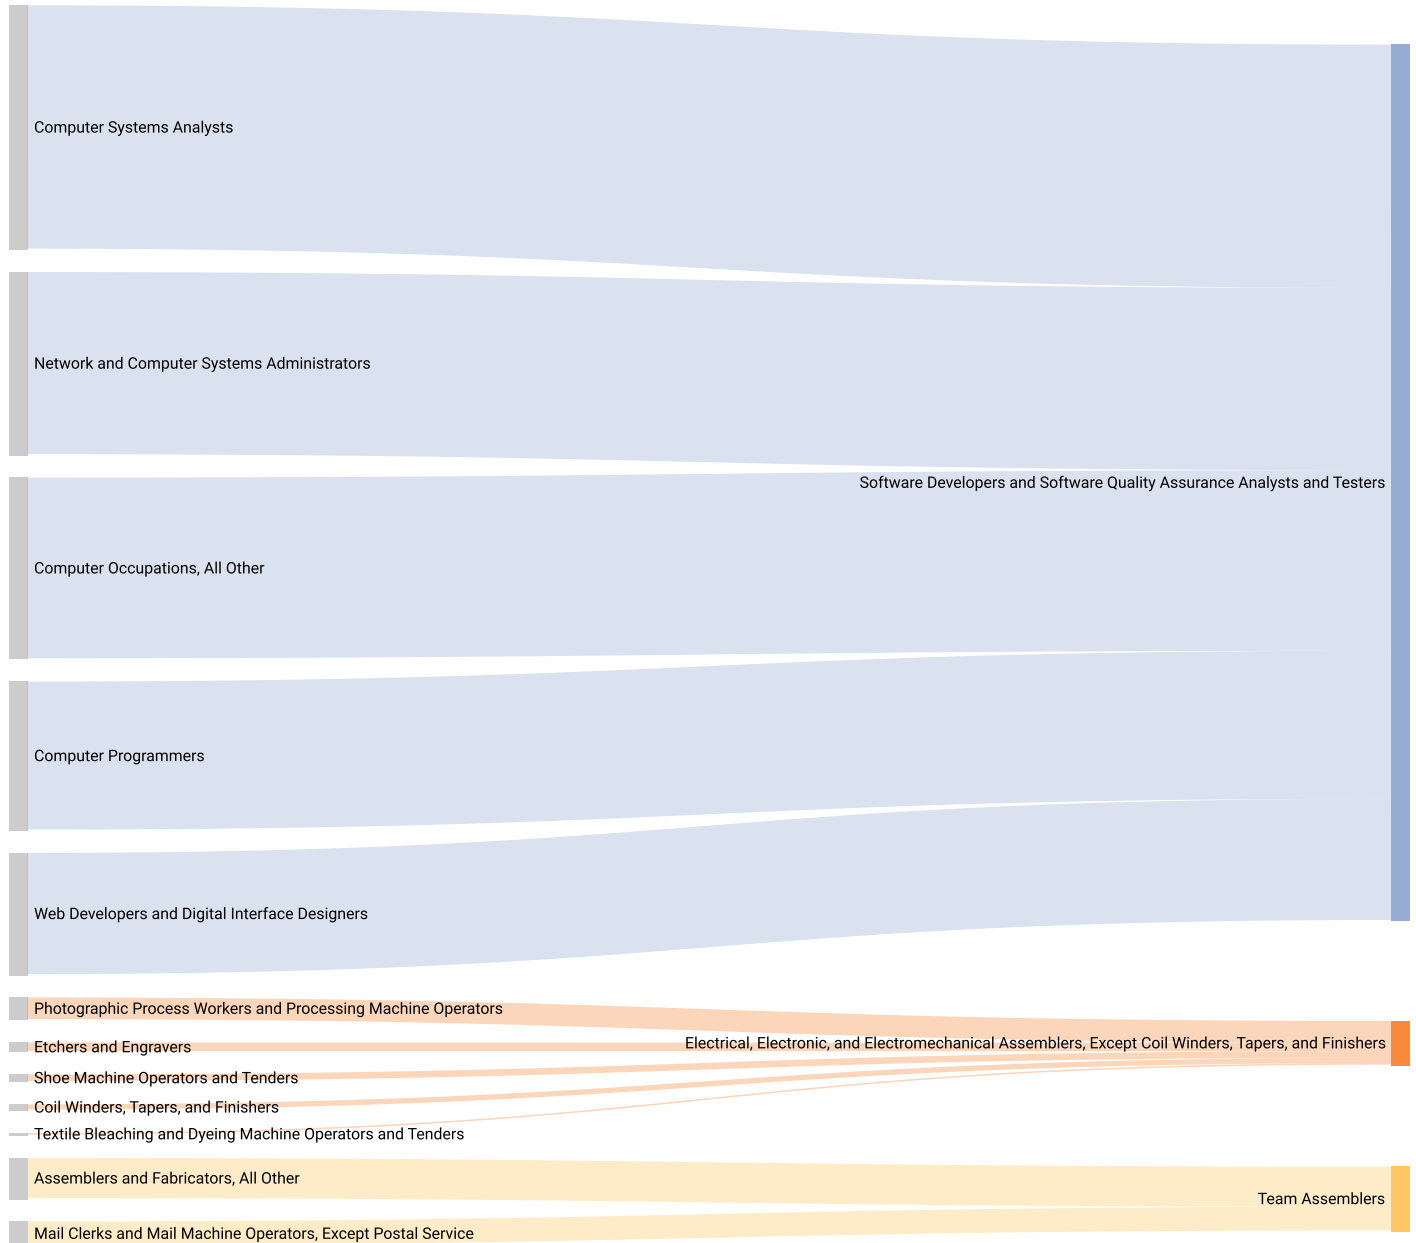 Computer Systems Analysts
Network and Computer Systems Administrators
Software Developers and Software Quality Assurance Analysts and Testers
Computer Occupations, All Other
Computer Programmers
Web Developers and Digital Interface Designers
Photographic Process Workers and Processing Machine Operators
Electrical, Electronic, and Electromechanical Assemblers, Except Coil Winders, Tapers, and Finishers
Etchers and Engravers
Shoe Machine Operators and Tenders
Coil Winders, Tapers, and Finishers
Textile Bleaching and Dyeing Machine Operators and Tenders
Assemblers and Fabricators, All Other
Team Assemblers
Mail Clerks and Mail Machine Operators, Except Postal Service